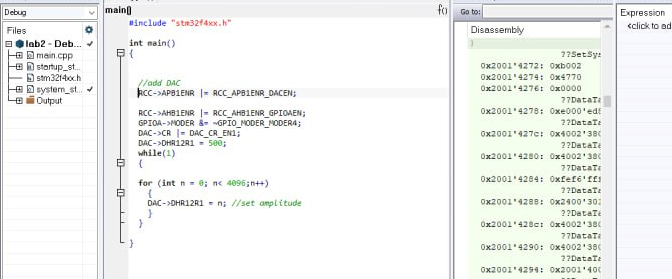 Debug
Files
lab2 - Deb...
main.cpp
startup_st...
stm32f4xx.h
system_st...
Output
main()
f()
#include "stm32f4xx.h"
int main()
{
//add DAC
RCC->APB1ENR |= RCC_APB1ENR_DACEN;
RCC->AHB1ENR |= RCC_AHB1ENR_GPIOAEN;
GPIOA->MODER &= ~GPIO_MODER_MODER4;
DAC->CR |= DAC_CR_EN1;
DAC->DHR12R1 = 500;
while(1)
{
for (int n = 0; n< 4096;n++)
{
DAC->DHR12R1 = n; //set amplitude
}
}
}
Go to:
Disassembly
}
??SetSys
0x2001'4272: 0xb002
0x2001'4274: 0x4770
0x2001'4276: 0x0000
??DataTa
0x2001'4278: 0xe000'ed8
??DataTa
0x2001'427c: 0x4002'380
??DataTa
0x2001'4280: 0x4002'380
??DataTa
0x2001'4284: 0xfef6'ff
??DataTa
0x2001'4288: 0x2400'30
??DataTa
0x2001'428c: 0x4002'380
??DataTa
0x2001'4290: 0x4002'380
??DataTa
0x2001'4294: 0x2001'400
Expression
<click to ad